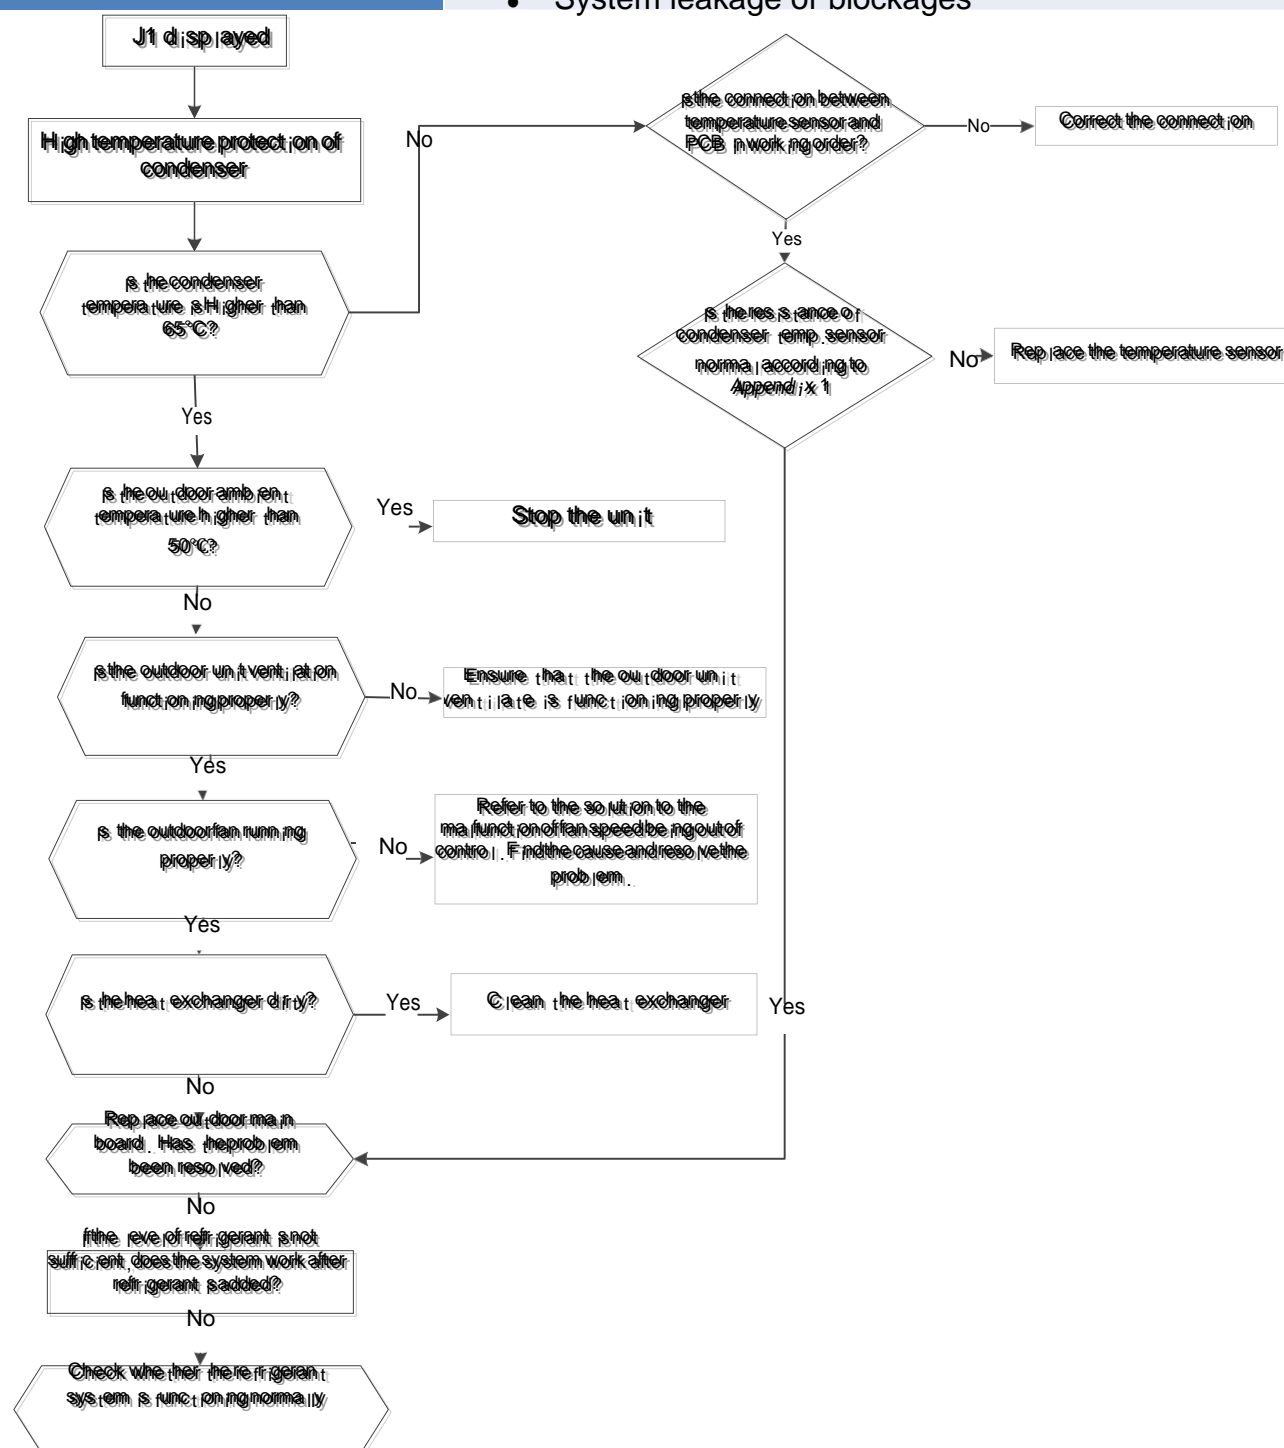 System leakage or blockages
J1 displayed
High temperature protection of
condenser
Is the condenser
temperature is Higher than
65℃?
No
Is the connection between
temperature sensor and
PCB in working order?
No
Correct the connection
Yes
Is the resistance of
condenser temp. sensor
normal according to
Appendix 1
No
Replace the temperature sensor
Yes
Is the outdoor ambient
temperature higher than
50℃?
Yes
Stop the unit
No
Is the outdoor unit ventilation
functioning properly?
No
Ensure that the outdoor unit
ventilate is functioning properly
Yes
Is the outdoor fan running
properly?
No
Refer to the solution to the
malfunction of fan speed being out of
control. Find the cause and resolve the
problem.
Yes
Is the heat exchanger dirty?
Yes
Clean the heat exchanger
Yes
No
Replace outdoor main
board. Has the problem
been resolved?
No
If the level of refrigerant is not
sufficient, does the system work after
refrigerant is added?
No
Check whether the refrigerant
system is functioning normally